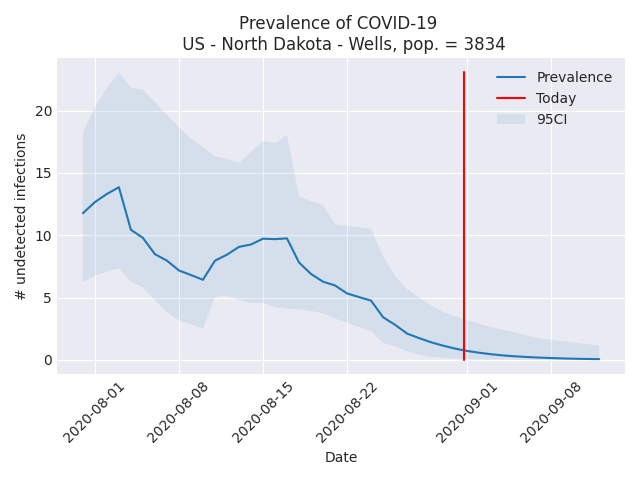 Prevalence of COVID-19
US - North Dakota - Wells, pop. = 3834
Prevalence
Today
95CI
# undetected infections
20
15
10
5
0
2020-08-01
2020-08-08
2020-08-15
2020-08-22
2020-09-01
2020-09-08
Date